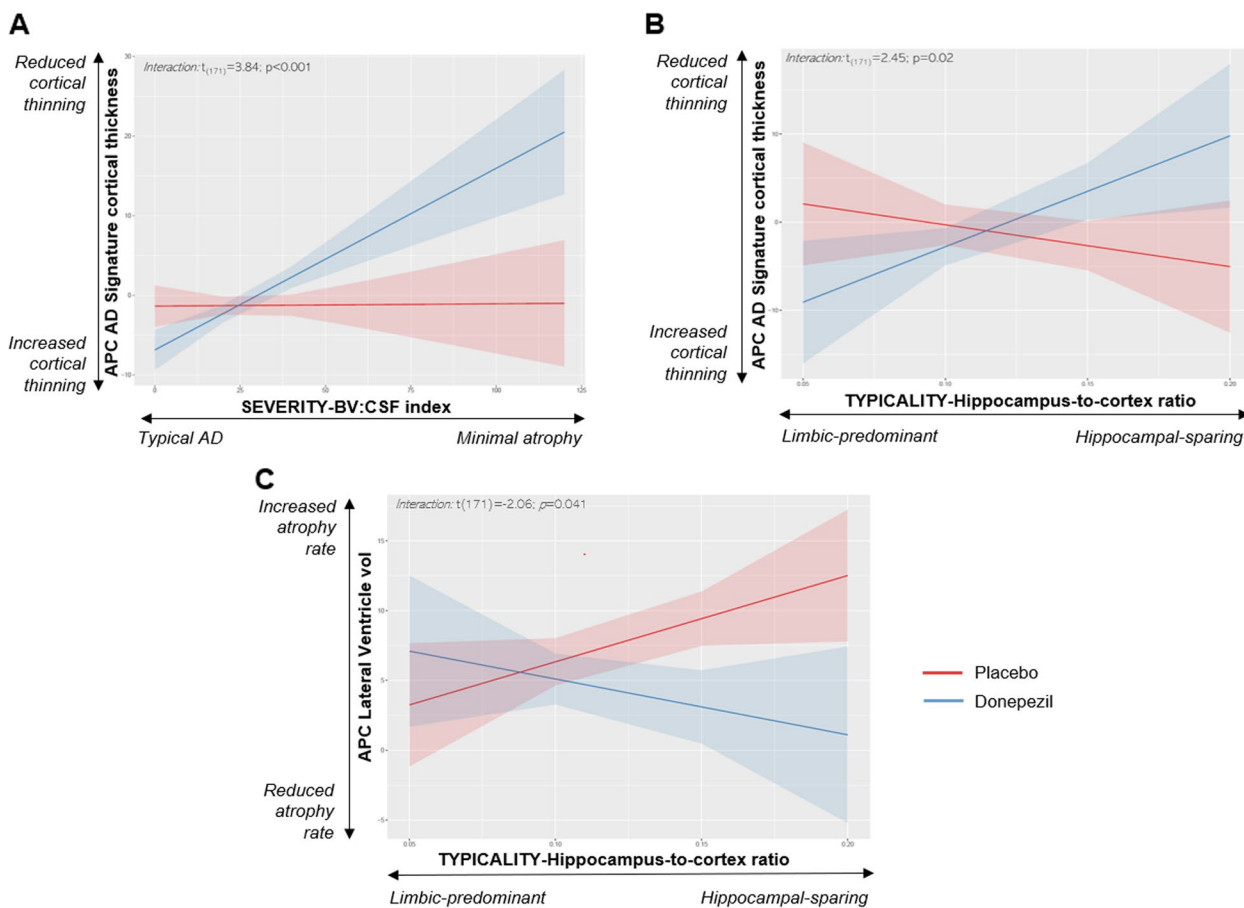 A
Reduced
cortical
thinning
Increased
cortical
thinning
APC AD Signature cortical thickness
Interaction: t(171)=3.84; p<0.001
30
20
10
0
-10
0
25
50
75
100
125
SEVERITY-BV:CSF index
Typical AD
Minimal atrophy
B
Reduced
cortical
thinning
Increased
cortical
thinning
APC AD Signature cortical thickness
Interaction: t(171)=2.45; p=0.02
10
0
-10
0.05
0.10
0.15
0.20
TYPICALITY-Hippocampus-to-cortex ratio
Limbic-predominant
Hippocampal-sparing
C
Increased
atrophy
rate
Reduced
atrophy
rate
APC Lateral Ventricle vol
Interaction: t(171)=-2.06; p=0.041
15
10
5
0
-5
0.05
0.10
0.15
0.20
TYPICALITY-Hippocampus-to-cortex ratio
Limbic-predominant
Hippocampal-sparing
Placebo
Donepezil